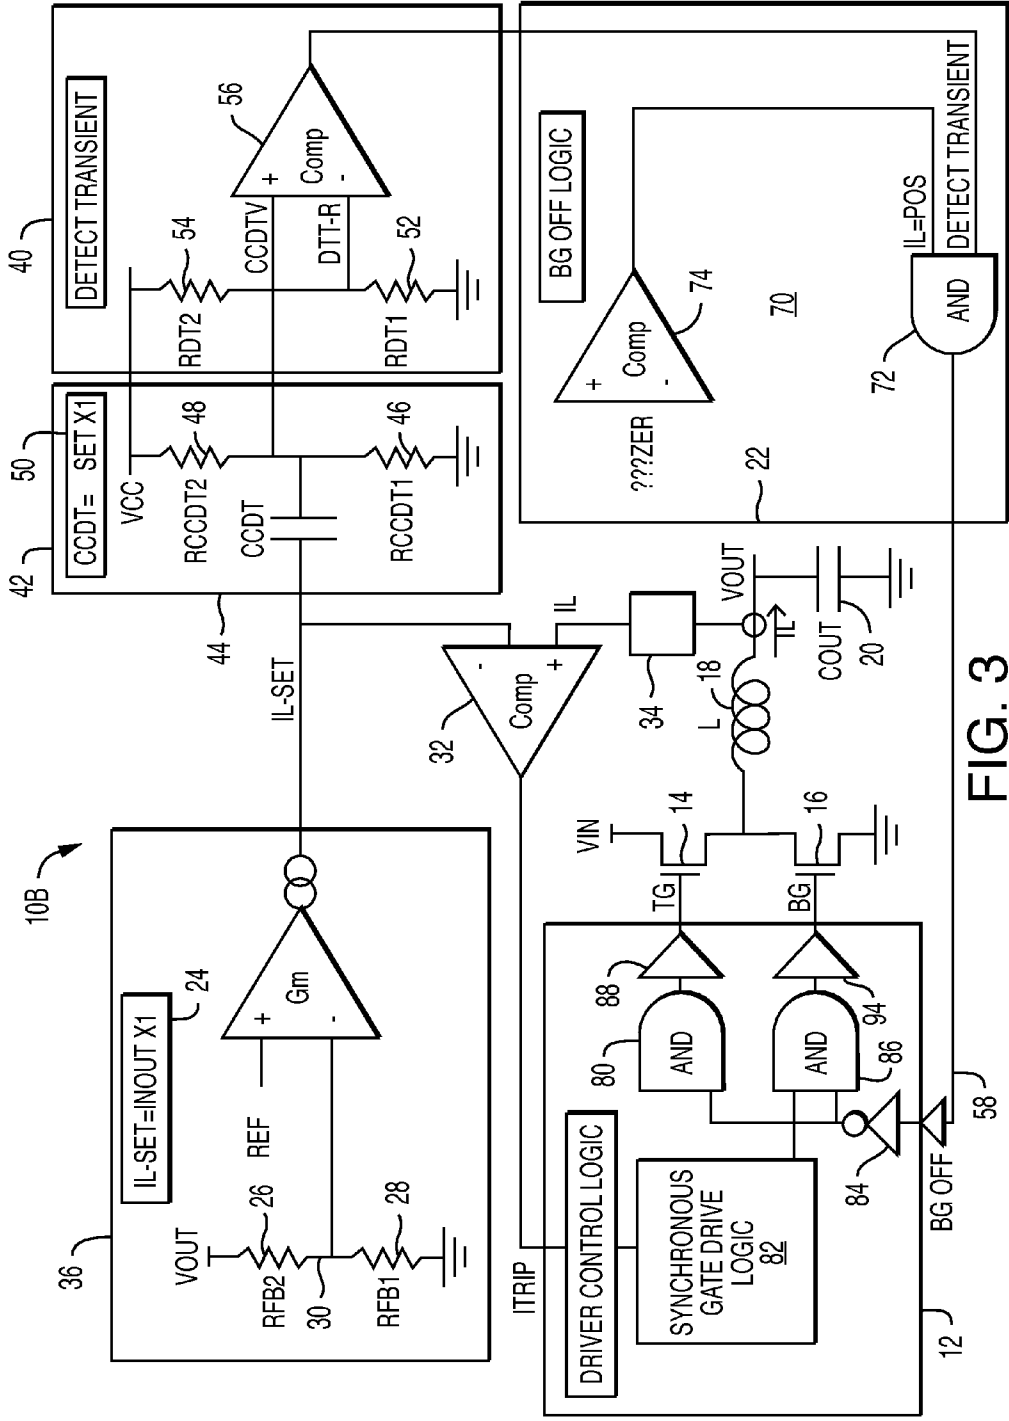 10B
36
IL-SET=INOUT X1
24
VOUT
26
RFB2
30
REF
28
RFB1
+
-
Gm
IL-SET
42
CCDT= SET X1
50
44
VCC
48
RCCDT2
CCDT
46
RCCDT1
40
DETECT TRANSIENT
54
RDT2
CCDTV
DTT-R
52
RDT1
56
+
-
Comp
32
-
+
Comp
IL
34
ITRIP
DRIVER CONTROL LOGIC
SYNCHRONOUS
GATE DRIVE
LOGIC
82
80
AND
88
TG
VIN
14
AND
86
94
BG
16
84
BG OFF
58
12
L
18
IL
VOUT
COUT
20
22
BG OFF LOGIC
???ZER
+
-
Comp
74
70
IL=POS
DETECT TRANSIENT
72
AND
FIG. 3